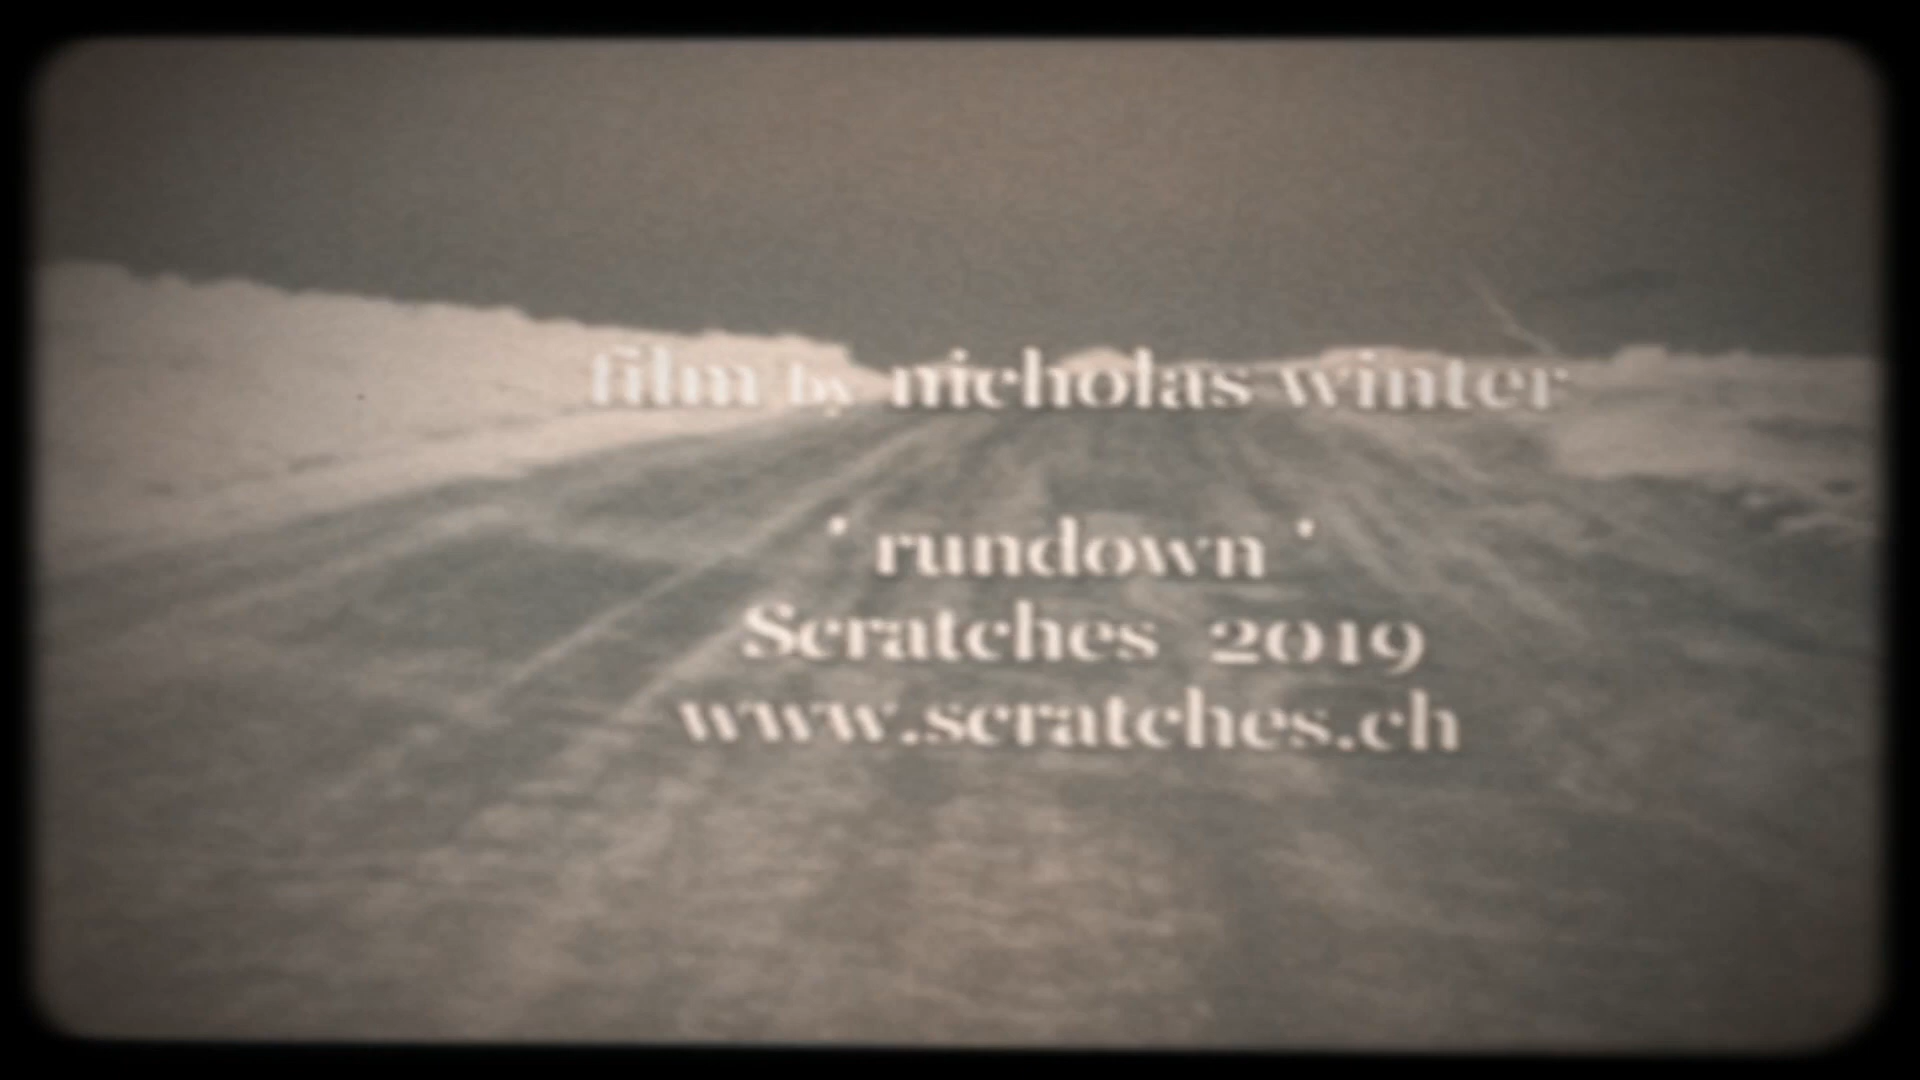 film by nicholas winter
' rundown '
Scratches 2019
www.scratches.ch